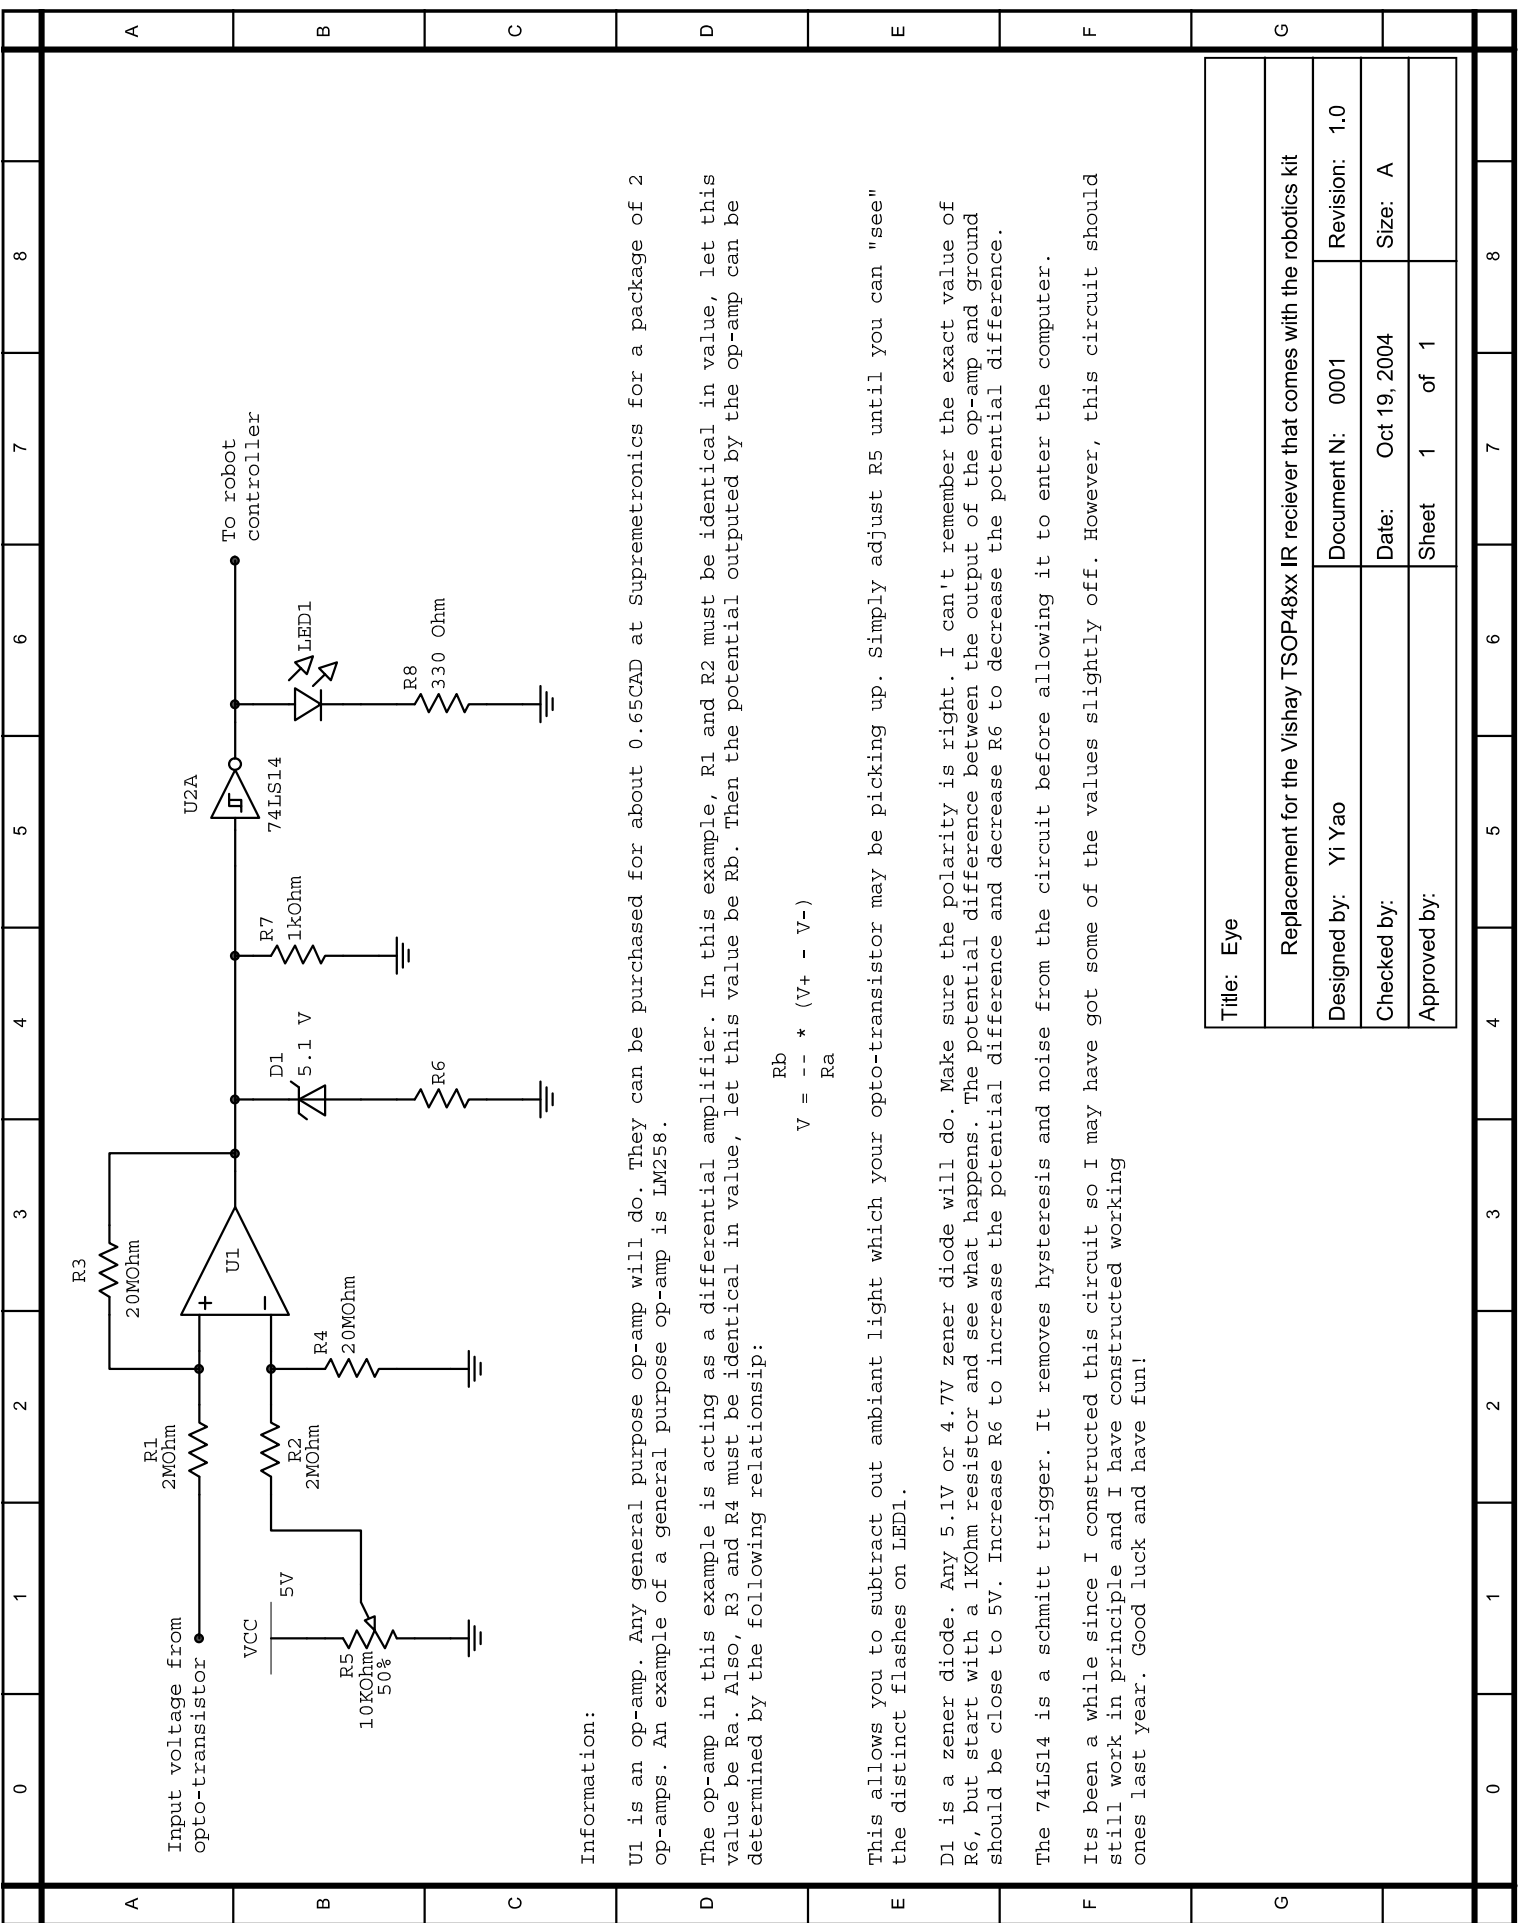 0 1 2 3 4 5 6 7 8
A
B
C
D
E
F
G
Input voltage from
opto-transistor
VCC
5V
R5
10KOhm
50%
R1
2MOhm
R2
2MOhm
R3
20MOhm
R4
20MOhm
+
-
U1
D1
5.1 V
R6
R7
1kOhm
U2A
74LS14
LED1
R8
330 Ohm
To robot
controller
Information:
U1 is an op-amp. Any general purpose op-amp will do. They can be purchased for about 0.65CAD at Supremetronics for a package of 2
op-amps. An example of a general purpose op-amp is LM258.
The op-amp in this example is acting as a differential amplifier. In this example, R1 and R2 must be identical in value, let this
value be Ra. Also, R3 and R4 must be identical in value, let this value be Rb. Then the potential outputed by the op-amp can be
determined by the following relationsip:
Rb
V = -- * (V+ - V-)
Ra
This allows you to subtract out ambiant light which your opto-transistor may be picking up. Simply adjust R5 until you can "see"
the distinct flashes on LED1.
D1 is a zener diode. Any 5.1V or 4.7V zener diode will do. Make sure the polarity is right. I can't remember the exact value of
R6, but start with a 1KOhm resistor and see what happens. The potential difference between the output of the op-amp and ground
should be close to 5V. Increase R6 to increase the potential difference and decrease R6 to decrease the potential difference.
The 74LS14 is a schmitt trigger. It removes hysteresis and noise from the circuit before allowing it to enter the computer.
Its been a while since I constructed this circuit so I may have got some of the values slightly off. However, this circuit should
still work in principle and I have constructed working
ones last year. Good luck and have fun!
Title: Eye
Replacement for the Vishay TSOP48xx IR reciever that comes with the robotics kit
Designed by: Yi Yao Document N: 0001 Revision: 1.0
Checked by: Date: Oct 19, 2004 Size: A
Approved by: Sheet 1 of 1
0 1 2 3 4 5 6 7 8
A
B
C
D
E
F
G